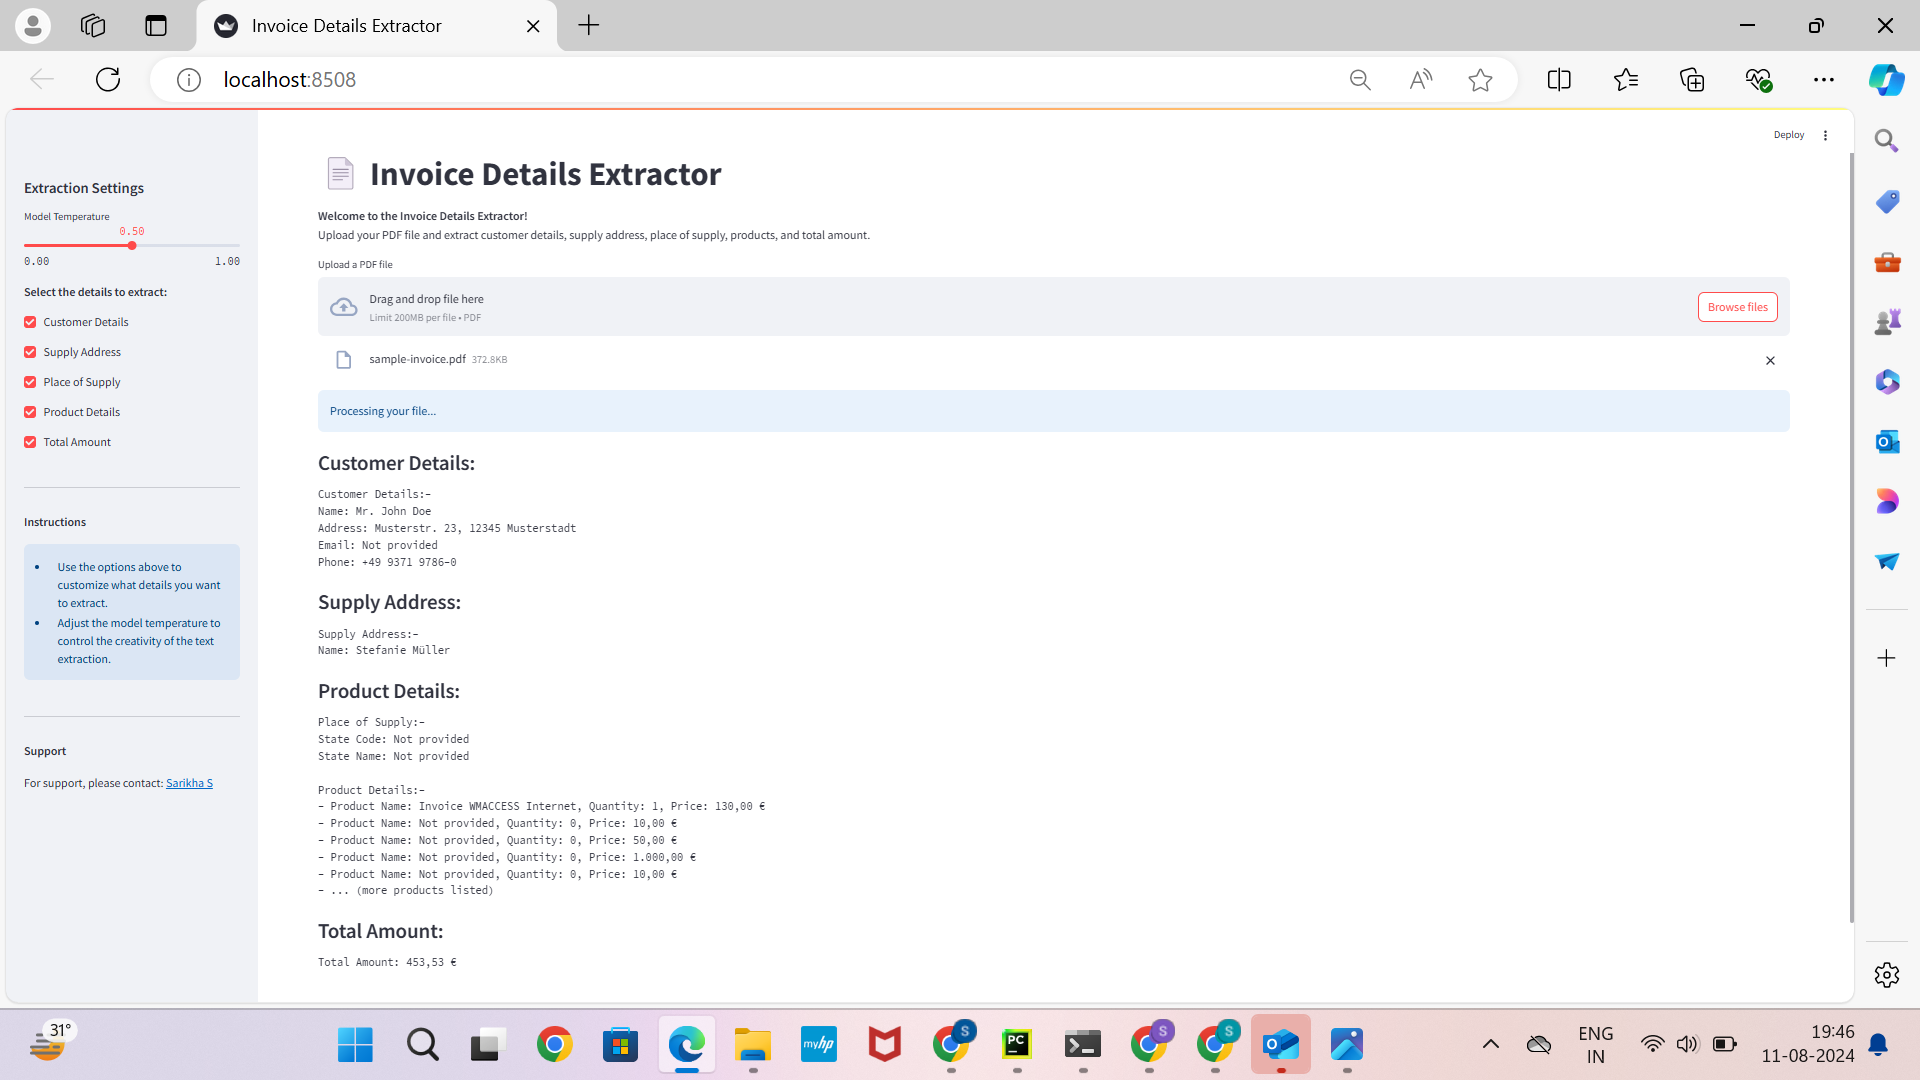 Invoice Details Extractor
localhost:8508
Deploy
Extraction Settings
Model Temperature
0.50
0.00 1.00
Select the details to extract:
Customer Details
Supply Address
Place of Supply
Product Details
Total Amount
Instructions
• Use the options above to
customize what details you want
to extract.
• Adjust the model temperature to
control the creativity of the text
extraction.
Support
For support, please contact: Sarikha S
Invoice Details Extractor
Welcome to the Invoice Details Extractor!
Upload your PDF file and extract customer details, supply address, place of supply, products, and total amount.
Upload a PDF file
Drag and drop file here
Limit 200MB per file • PDF
Browse files
sample-invoice.pdf 372.8KB
Processing your file...
Customer Details:
Customer Details:-
Name: Mr. John Doe
Address: Musterstr. 23, 12345 Musterstadt
Email: Not provided
Phone: +49 9371 9786-0
Supply Address:
Supply Address:-
Name: Stefanie Müller
Product Details:
Place of Supply:-
State Code: Not provided
State Name: Not provided
Product Details:-
- Product Name: Invoice WMACCESS Internet, Quantity: 1, Price: 130,00 €
- Product Name: Not provided, Quantity: 0, Price: 10,00 €
- Product Name: Not provided, Quantity: 0, Price: 50,00 €
- Product Name: Not provided, Quantity: 0, Price: 1.000,00 €
- Product Name: Not provided, Quantity: 0, Price: 10,00 €
- ... (more products listed)
Total Amount:
Total Amount: 453,53 €
31°
myhp
S
PC
S
S
ENG
IN
19:46
11-08-2024